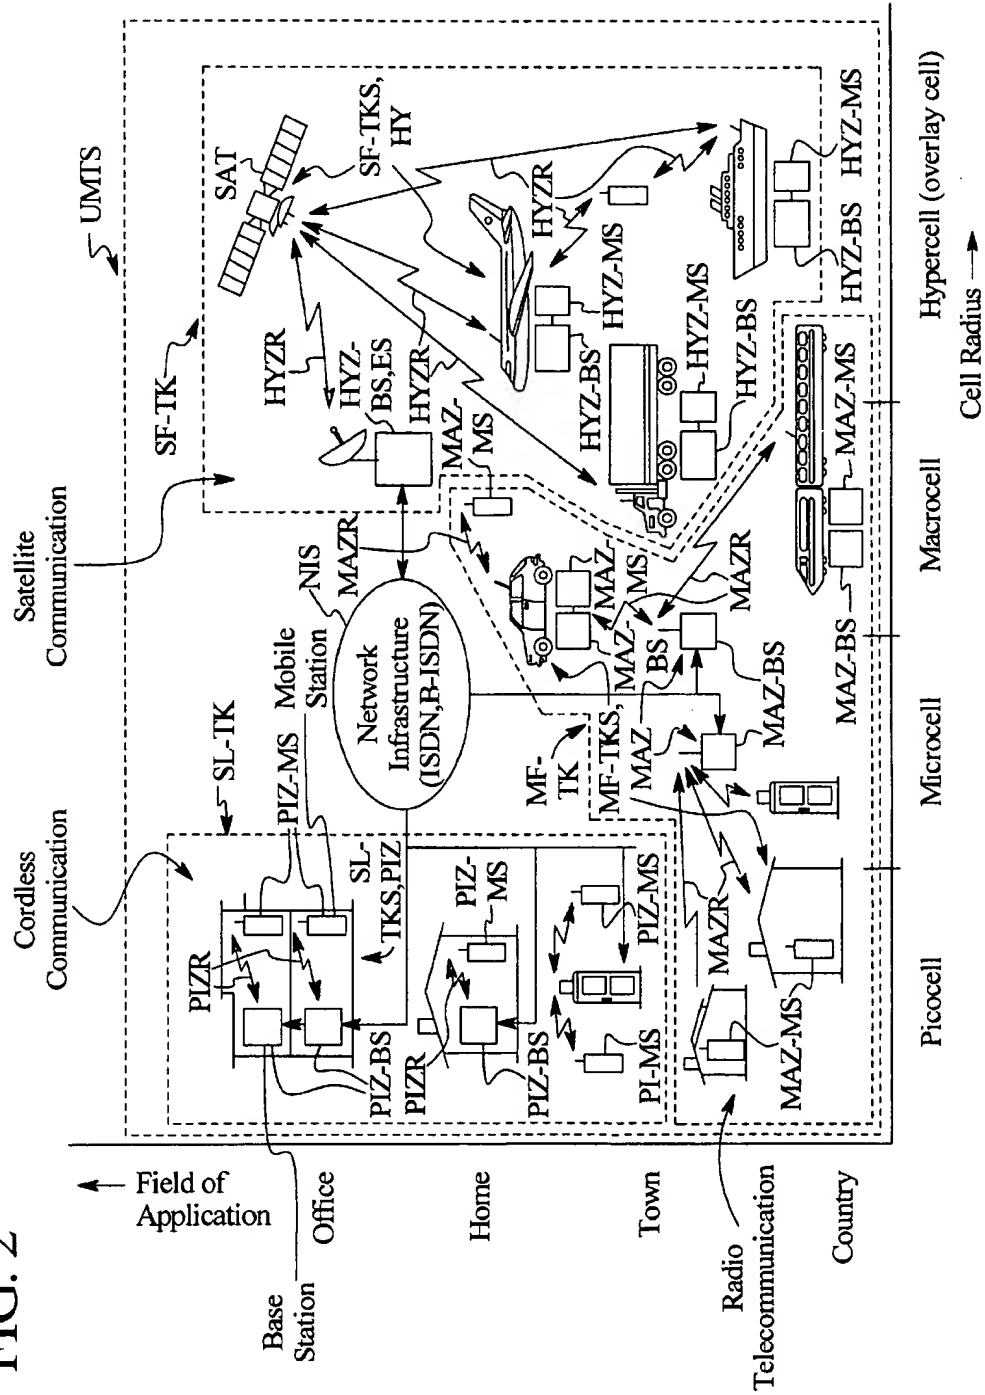 FIG. 2
UMTS
Satellite
Communication
Cordless
Communication
SF-TK
SL-TK
SAT
SF-TKS,
HY
HYZR
HYZR
HYZR
HYZ-
BS,ES
MAZ-
MS
MAZR
NIS
Mobile
Station
PIZ-MS
PIZR
Network
Infrastructure
(ISDN,B-ISDN)
SL-
TKS,PIZ
PIZ-BS
PIZ-
MS
PIZR
PIZ-BS
PIZ-MS
PI-MS
HYZ-MS
HYZ-BS
HYZ-MS
HYZ-BS
HYZ-MS
HYZ-BS
MAZ-
MS
MAZ-
BS
MF-
TK
MF-TKS,
MAZ
MAZR
MAZ-BS
MAZ-BS
MAZR
MAZ-MS
MAZ-MS
MAZ-BS
Field of
Application
Office
Home
Town
Country
Base
Station
Radio
Telecommunication
Picocell
Microcell
Macrocell
Hypercell (overlay cell)
Cell Radius